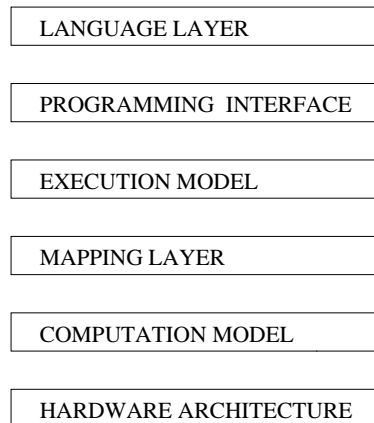 LANGUAGE LAYER
PROGRAMMING INTERFACE
EXECUTION MODEL
MAPPING LAYER
COMPUTATION MODEL
HARDWARE ARCHITECTURE